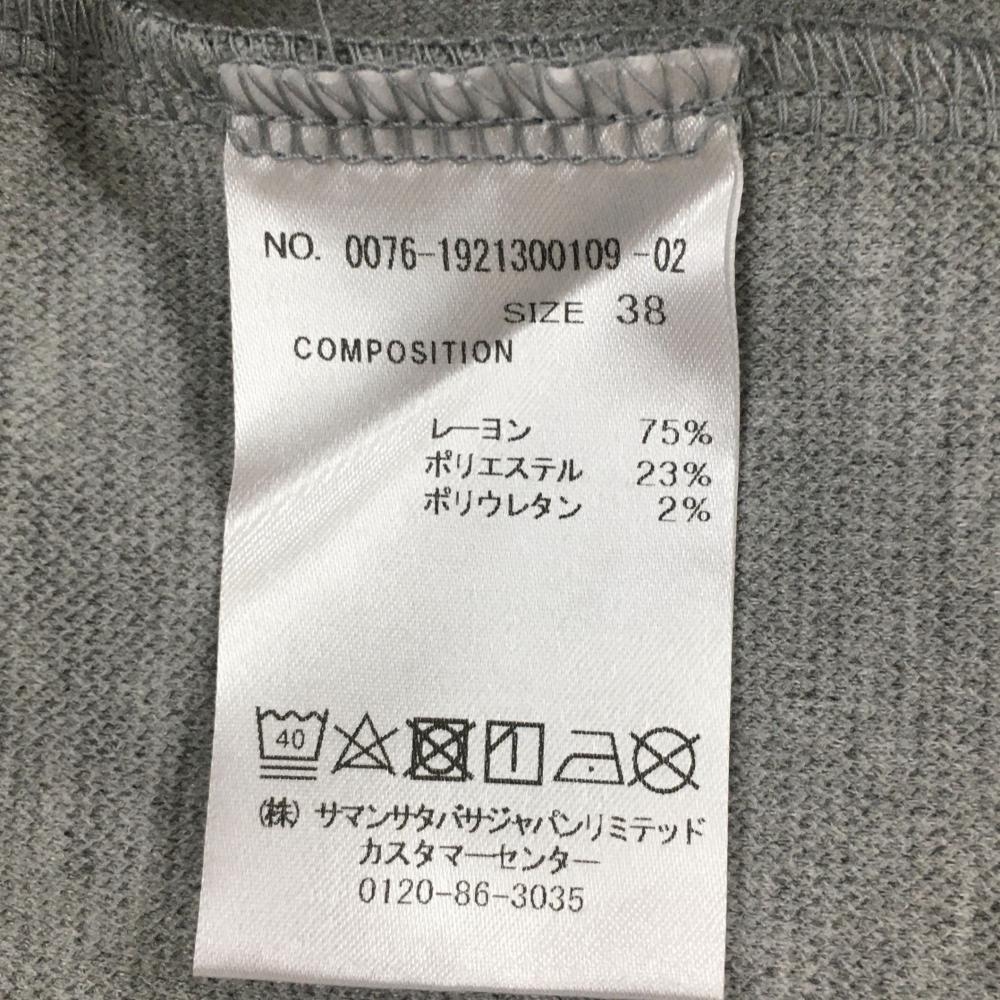 NO. 0076-1921300109-02
SIZE 38
COMPOSITION
レーヨン 75%
ポリエステル 23%
ポリウレタン 2%
40
(株) サマンサタバサジャパンリミテッド
カスタマーセンター
0120-86-3035